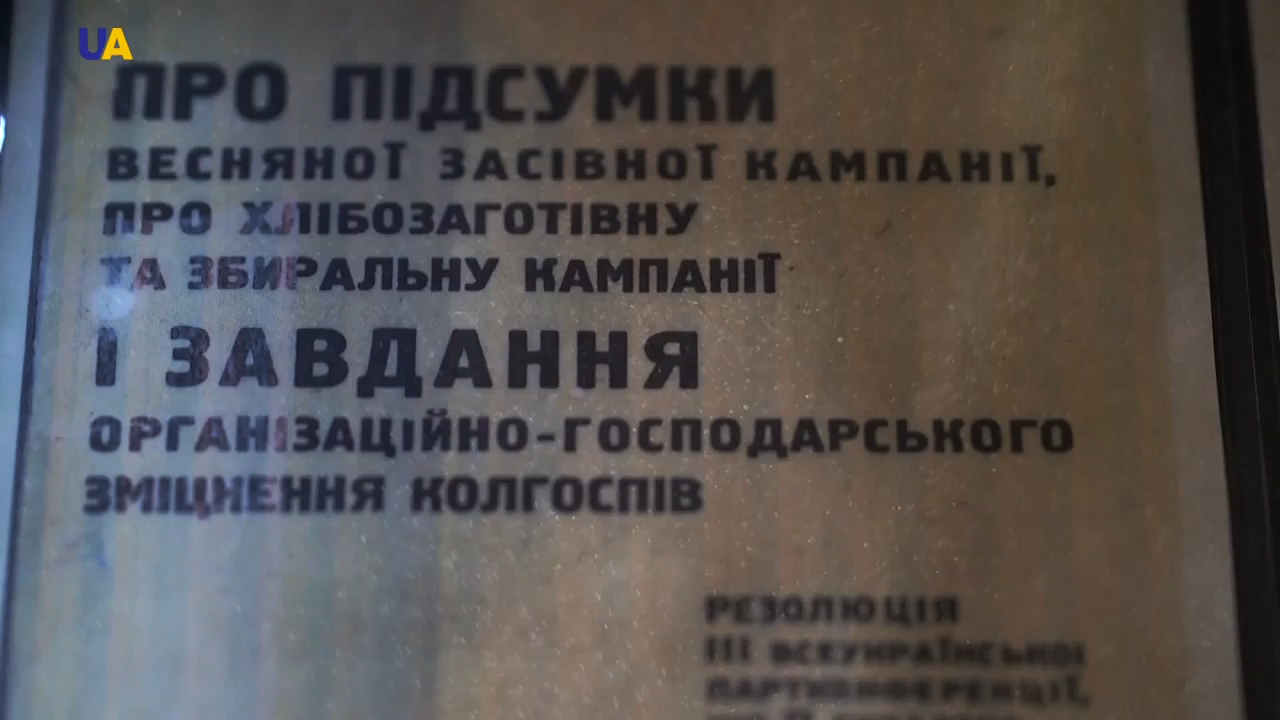 UA
ПРО ПІДСУМКИ
ВЕСНЯНОЇ ЗАСІВНОЇ КАМПАНІЇ,
ПРО ХЛІБОЗАГОТІВНУ
ТА ЗБИРАЛЬНУ КАМПАНІЇ
І ЗАВДАННЯ
ОРГАНІЗАЦІЙНО-ГОСПОДАРСЬКОГО
ЗМІЦНЕННЯ КОЛГОСПІВ
РЕЗОЛЮЦІЯ
ІІІ ВСЕУКРАЇНСЬКОЇ
ПАРТКОНФЕРЕНЦІЇ,